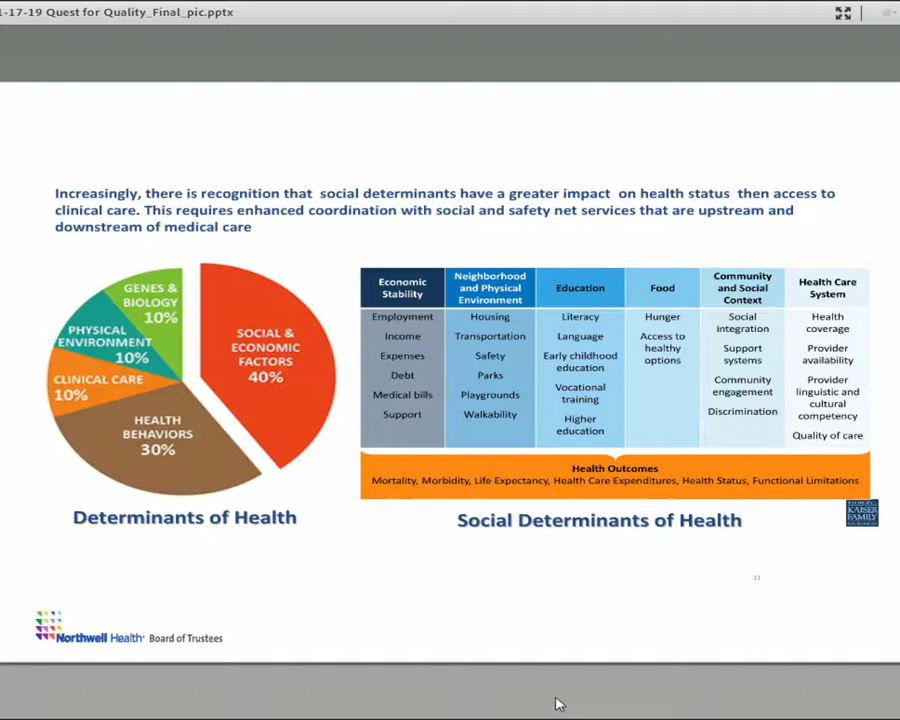 1-17-19 Quest for Quality_Final_pic.pptx
Increasingly, there is recognition that social determinants have a greater impact on health status then access to
clinical care. This requires enhanced coordination with social and safety net services that are upstream and
downstream of medical care
GENES &
BIOLOGY
10%
PHYSICAL
ENVIRONMENT
10%
CLINICAL CARE
10%
HEALTH
BEHAVIORS
30%
SOCIAL &
ECONOMIC
FACTORS
40%
Determinants of Health
Economic
Stability
Employment
Income
Expenses
Debt
Medical bills
Support
Neighborhood
and Physical
Environment
Housing
Transportation
Safety
Parks
Playgrounds
Walkability
Education
Literacy
Language
Early childhood
education
Vocational
training
Higher
education
Food
Hunger
Access to
healthy
options
Community
and Social
Context
Social
integration
Support
systems
Community
engagement
Discrimination
Health Care
System
Health
coverage
Provider
availability
Provider
linguistic and
cultural
competency
Quality of care
Health Outcomes
Mortality, Morbidity, Life Expectancy, Health Care Expenditures, Health Status, Functional Limitations
Social Determinants of Health
KAISER
FAMILY
11
Northwell Health Board of Trustees